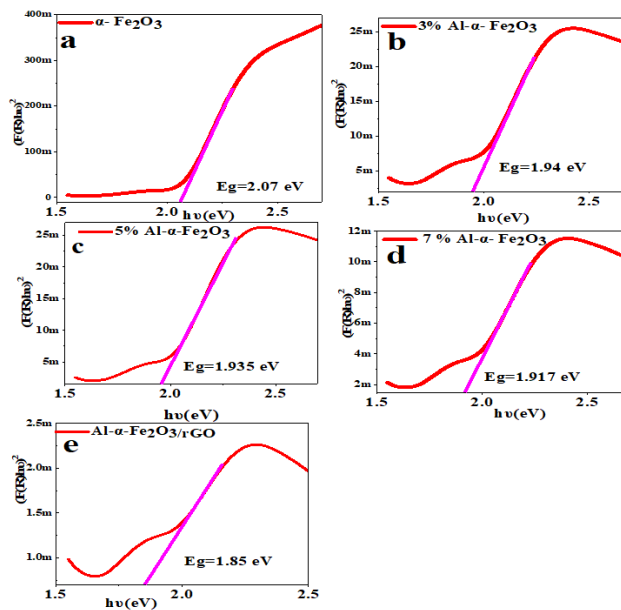 a
α- Fe2O3
400m
300m
200m
100m
0
(F(R)hυ)^2
Eg=2.07 eV
1.5 2.0 2.5
hυ(eV)
b
3% Al-α- Fe2O3
25m
20m
15m
10m
5m
(F(R)hυ)^2
Eg=1.94 eV
1.5 2.0 2.5
hυ(eV)
c
5% Al-α-Fe2O3
25m
20m
15m
10m
5m
(F(R)hυ)^2
Eg=1.935 eV
1.5 2.0 2.5
hυ(eV)
d
7 % Al-α- Fe2O3
12m
10m
8m
6m
4m
2m
(F(R)hυ)^2
Eg=1.917 eV
1.5 2.0 2.5
hυ(eV)
e
Al-α-Fe2O3/rGO
2.5m
2.0m
1.5m
1.0m
(F(R)hυ)^2
Eg=1.85 eV
1.5 2.0 2.5
hυ(eV)